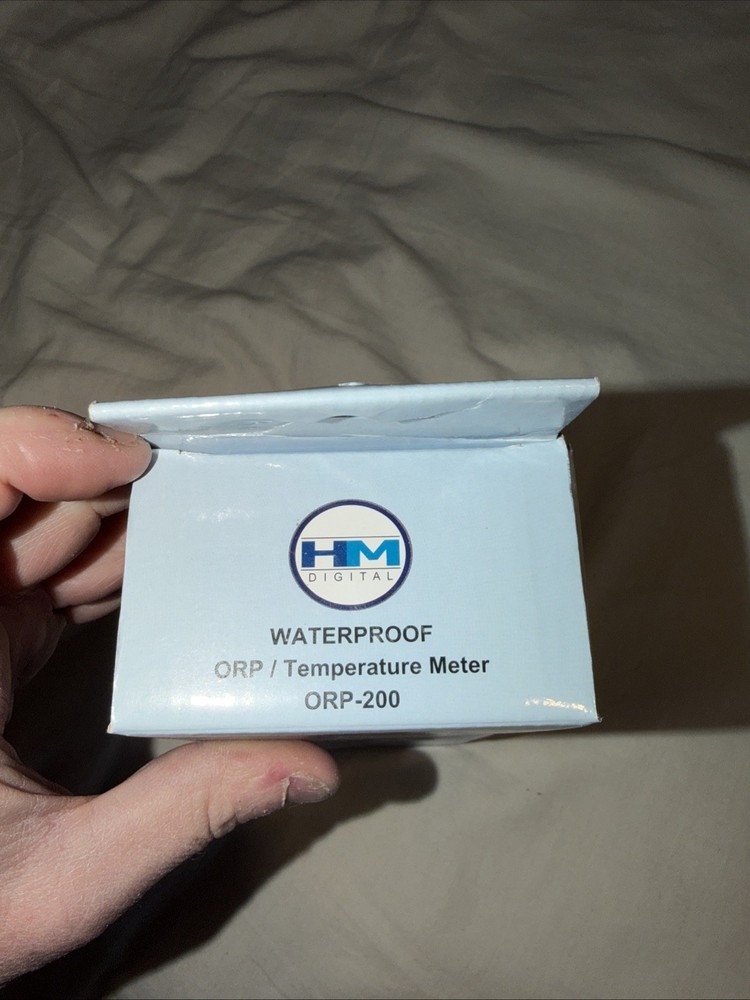 HM
DIGITAL
WATERPROOF
ORP / Temperature Meter
ORP-200